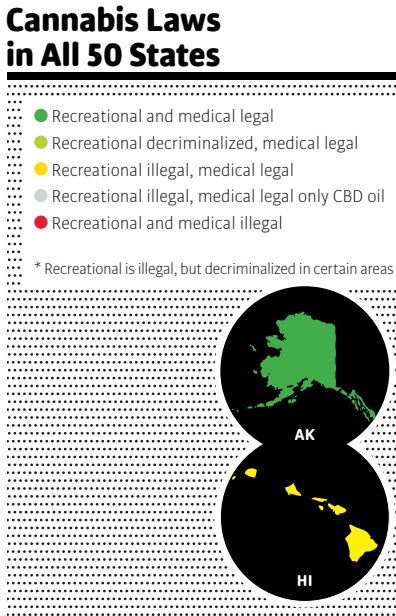 Cannabis Laws
in All 50 States
Recreational and medical legal
Recreational decriminalized, medical legal
Recreational illegal, medical legal
Recreational illegal, medical legal only CBD oil
Recreational and medical illegal
* Recreational is illegal, but decriminalized in certain areas
AK
HI